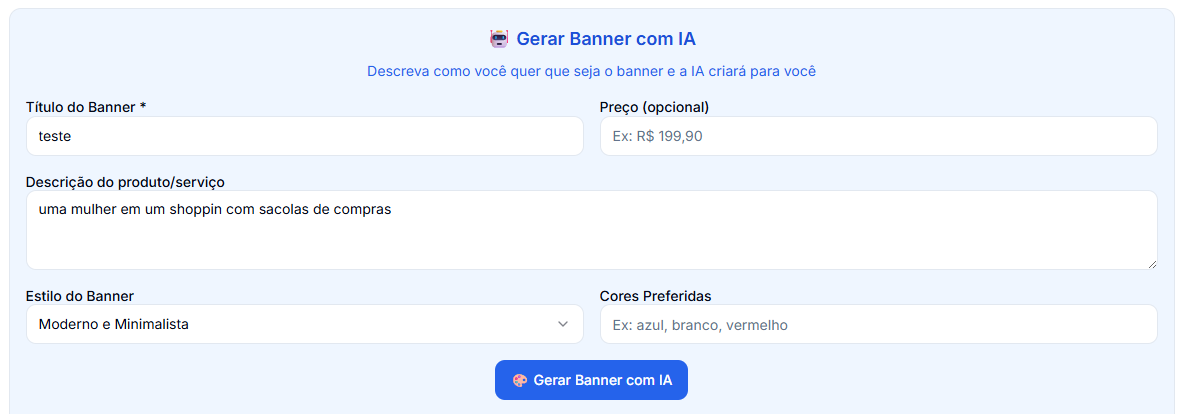 Gerar Banner com IA
Descreva como você quer que seja o banner e a IA criará para você
Título do Banner *
Preço (opcional)
teste
Ex: R$ 199,90
Descrição do produto/serviço
uma mulher em um shoppin com sacolas de compras
Estilo do Banner
Cores Preferidas
Moderno e Minimalista
Ex: azul, branco, vermelho
Gerar Banner com IA